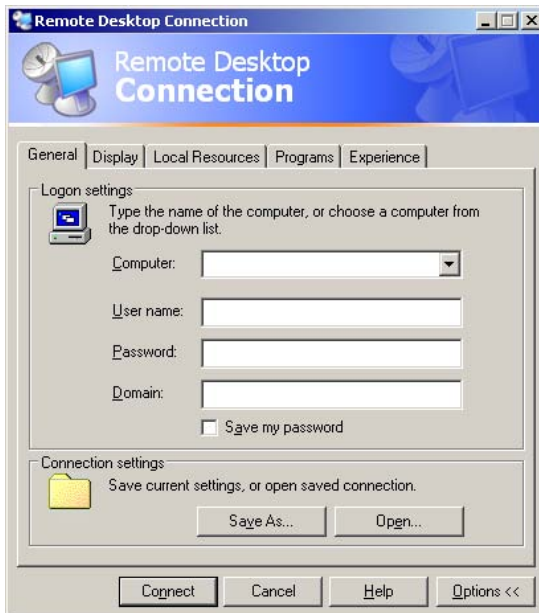 Remote Desktop Connection
Remote Desktop
Connection
General Display Local Resources Programs Experience
Logon settings
Type the name of the computer, or choose a computer from
the drop-down list.
Computer:
User name:
Password:
Domain:
Save my password
Connection settings
Save current settings, or open saved connection.
Save As... Open...
Connect Cancel Help Options <<